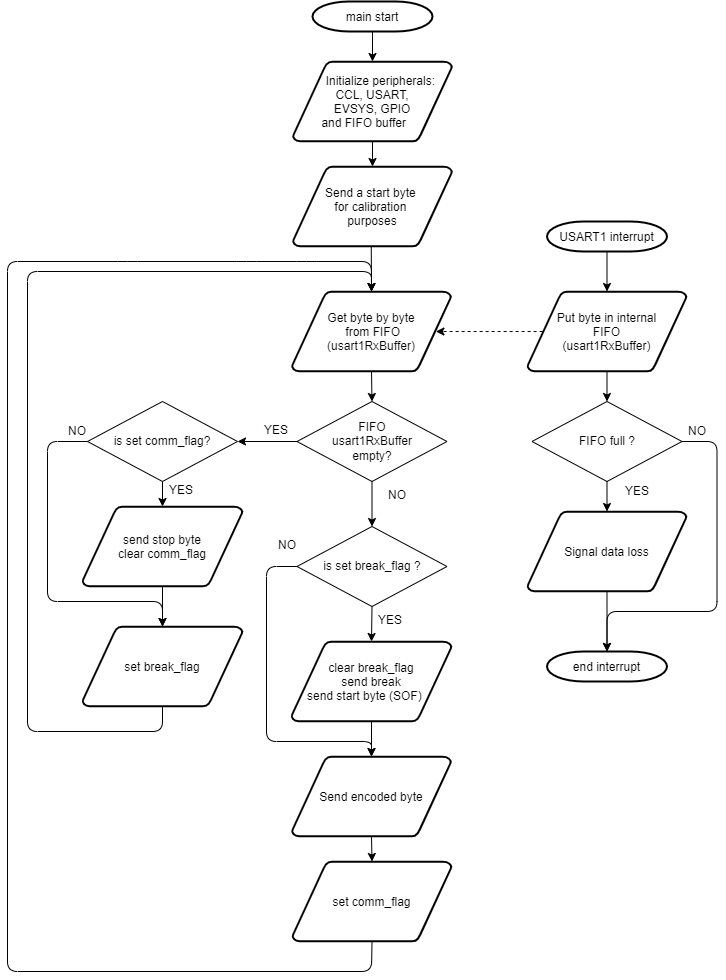 main start
Initialize peripherals:
CCL, USART,
EVSYS, GPIO
and FIFO buffer
Send a start byte
for calibration
purposes
USART1 interrupt
Get byte by byte
from FIFO
(usart1RxBuffer)
Put byte in internal
FIFO
(usart1RxBuffer)
NO
is set comm_flag?
YES
FIFO
usart1RxBuffer
empty?
FIFO full ?
NO
YES
NO
YES
send stop byte
clear comm_flag
NO
is set break_flag ?
Signal data loss
YES
set break_flag
clear break_flag
send break
send start byte (SOF)
end interrupt
Send encoded byte
set comm_flag